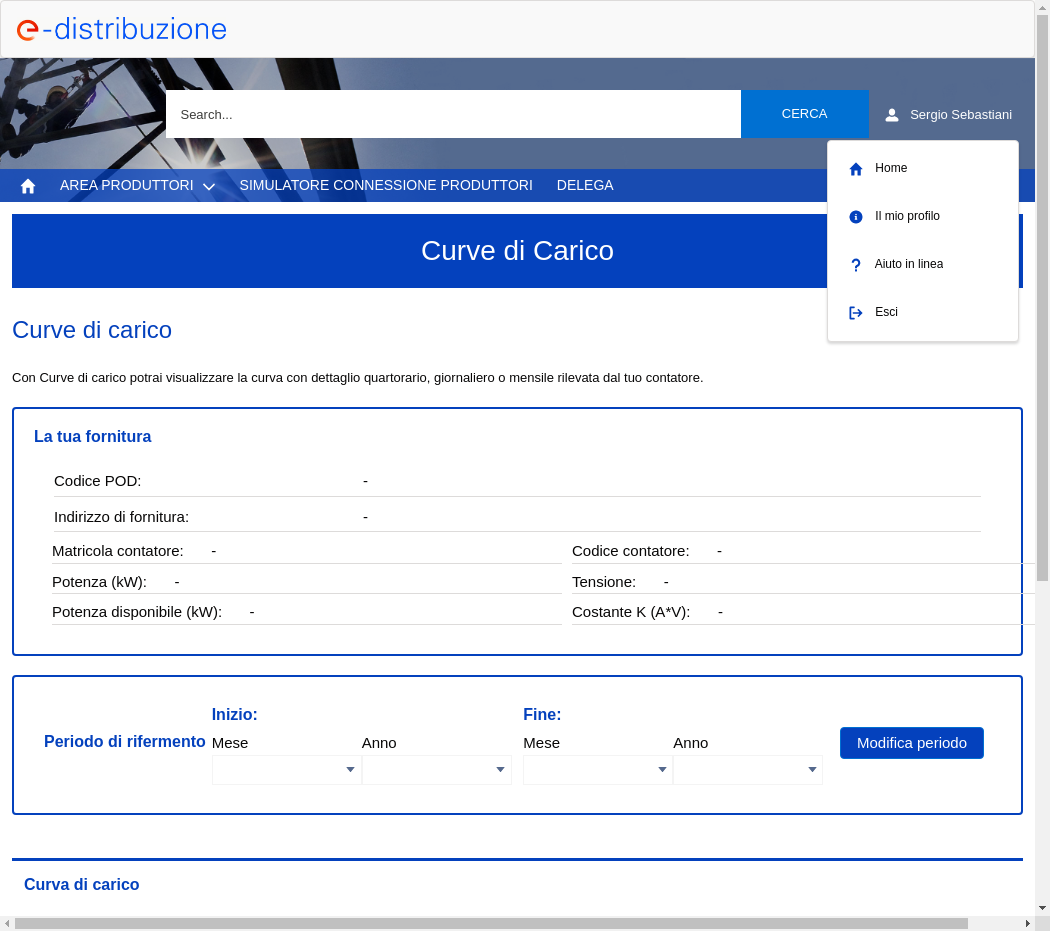 e-distribuzione
Search...
CERCA
Sergio Sebastiani
Home
Il mio profilo
Aiuto in linea
Esci
AREA PRODUTTORI
SIMULATORE CONNESSIONE PRODUTTORI
DELEGA
Curve di Carico
Curve di carico
Con Curve di carico potrai visualizzare la curva con dettaglio quartorario, giornaliero o mensile rilevata dal tuo contatore.
La tua fornitura
Codice POD: -
Indirizzo di fornitura: -
Matricola contatore: - Codice contatore: -
Potenza (kW): - Tensione: -
Potenza disponibile (kW): - Costante K (A*V): -
Inizio: Fine:
Periodo di rifermento Mese Anno Mese Anno Modifica periodo
Curva di carico